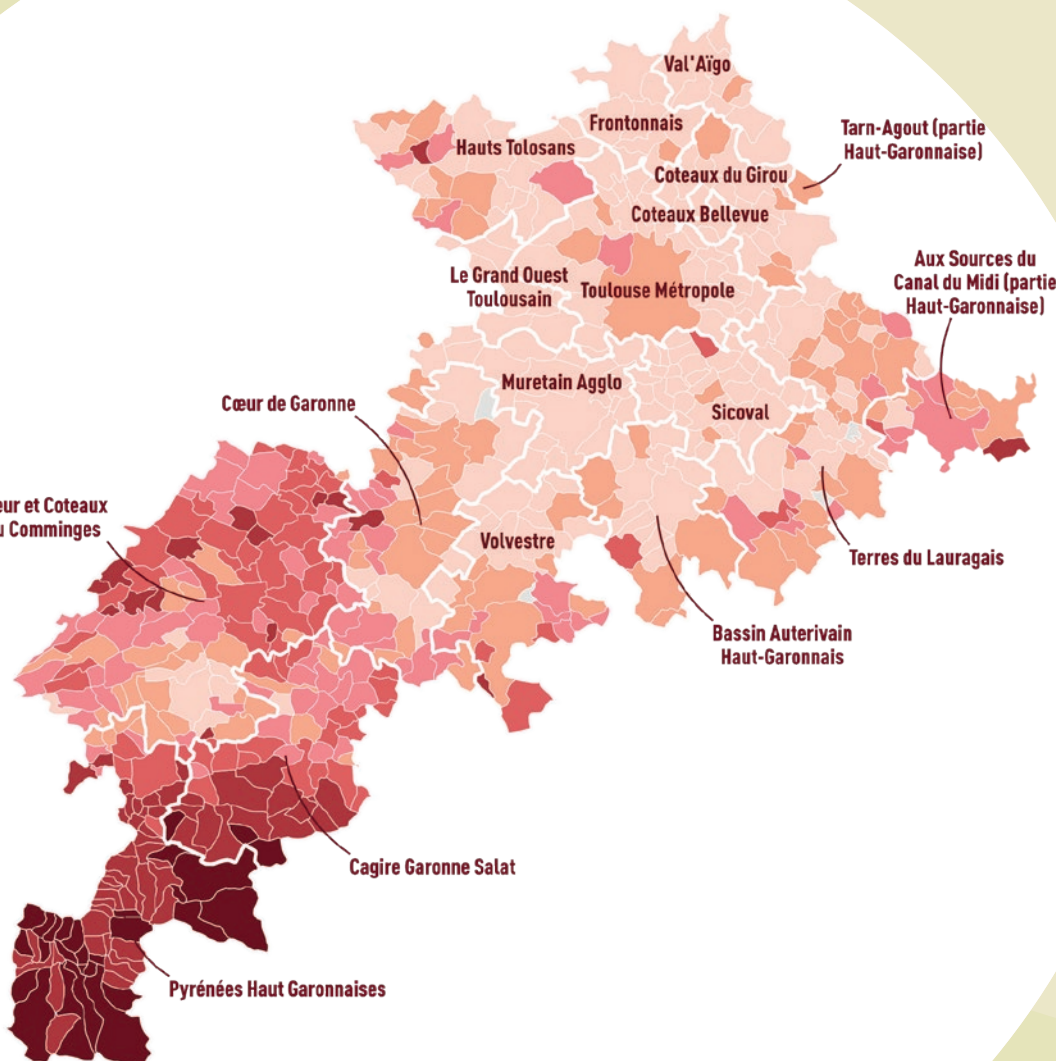 Val'Aïgo
Frontonnais
Tarn-Agout (partie
Haut-Garonnaise)
Hauts Tolosans
Coteaux du Girou
Coteaux Bellevue
Aux Sources du
Canal du Midi (partie
Haut-Garonnaise)
Le Grand Ouest
Toulousain
Toulouse Métropole
Muretain Agglo
Sicoval
Cœur de Garonne
eur et Coteaux
u Comminges
Volvestre
Terres du Lauragais
Bassin Auterivain
Haut-Garonnais
Cagire Garonne Salat
Pyrénées Haut Garonnaises